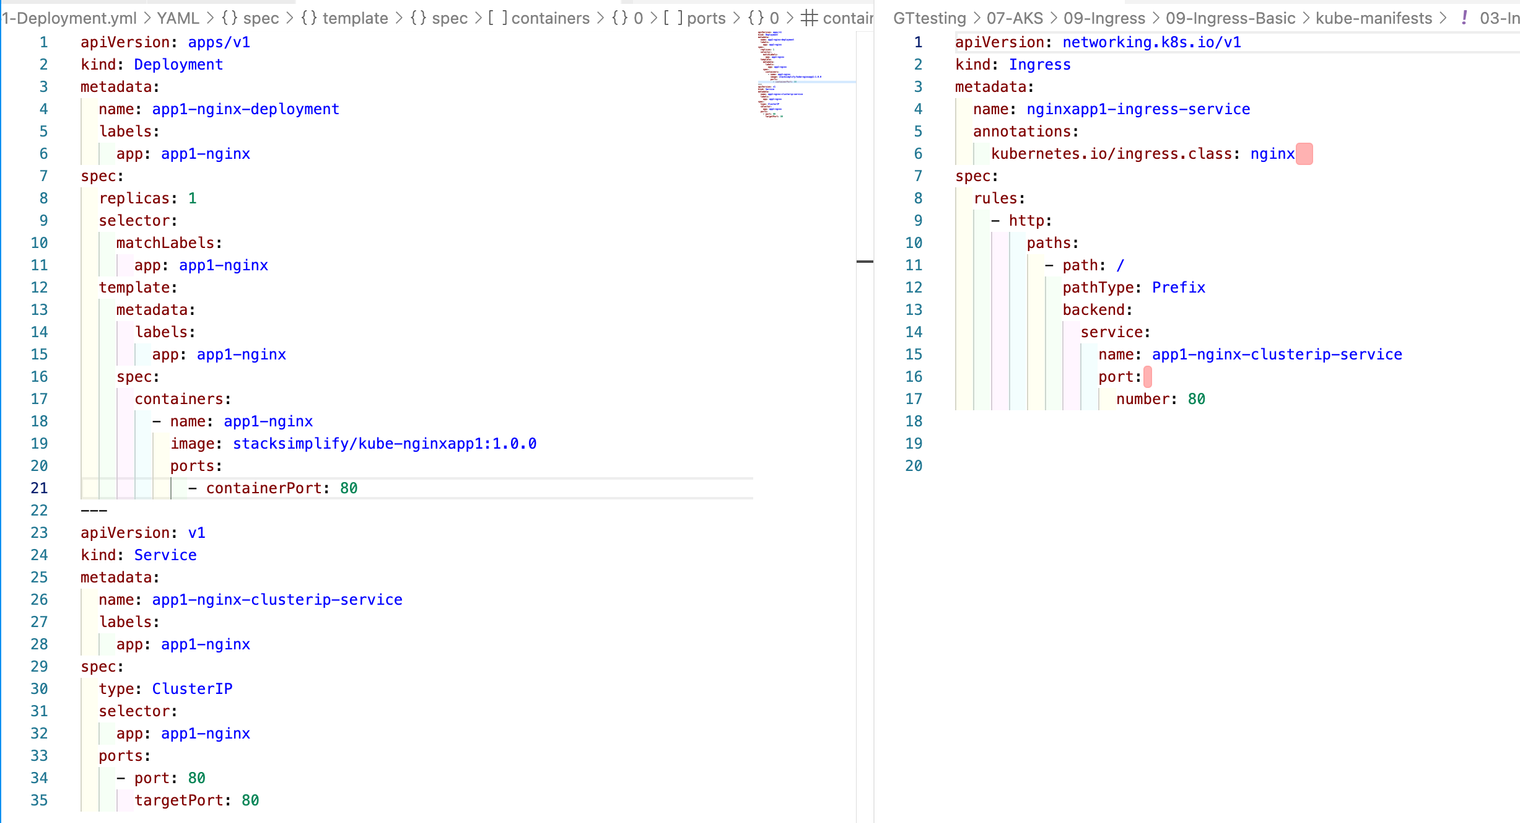 1-Deployment.yml > YAML > {} spec > {} template > {} spec > [ ] containers > {} 0 > [ ] ports > {} 0 > # contain
1 apiVersion: apps/v1
2 kind: Deployment
3 metadata:
4 name: app1-nginx-deployment
5 labels:
6 app: app1-nginx
7 spec:
8 replicas: 1
9 selector:
10 matchLabels:
11 app: app1-nginx
12 template:
13 metadata:
14 labels:
15 app: app1-nginx
16 spec:
17 containers:
18 - name: app1-nginx
19 image: stacksimplify/kube-nginxapp1:1.0.0
20 ports:
21 - containerPort: 80
22 ---
23 apiVersion: v1
24 kind: Service
25 metadata:
26 name: app1-nginx-clusterip-service
27 labels:
28 app: app1-nginx
29 spec:
30 type: ClusterIP
31 selector:
32 app: app1-nginx
33 ports:
34 - port: 80
35 targetPort: 80
GTtesting > 07-AKS > 09-Ingress > 09-Ingress-Basic > kube-manifests > ! 03-In
1 apiVersion: networking.k8s.io/v1
2 kind: Ingress
3 metadata:
4 name: nginxapp1-ingress-service
5 annotations:
6 kubernetes.io/ingress.class: nginx
7 spec:
8 rules:
9 - http:
10 paths:
11 - path: /
12 pathType: Prefix
13 backend:
14 service:
15 name: app1-nginx-clusterip-service
16 port:
17 number: 80
18
19
20